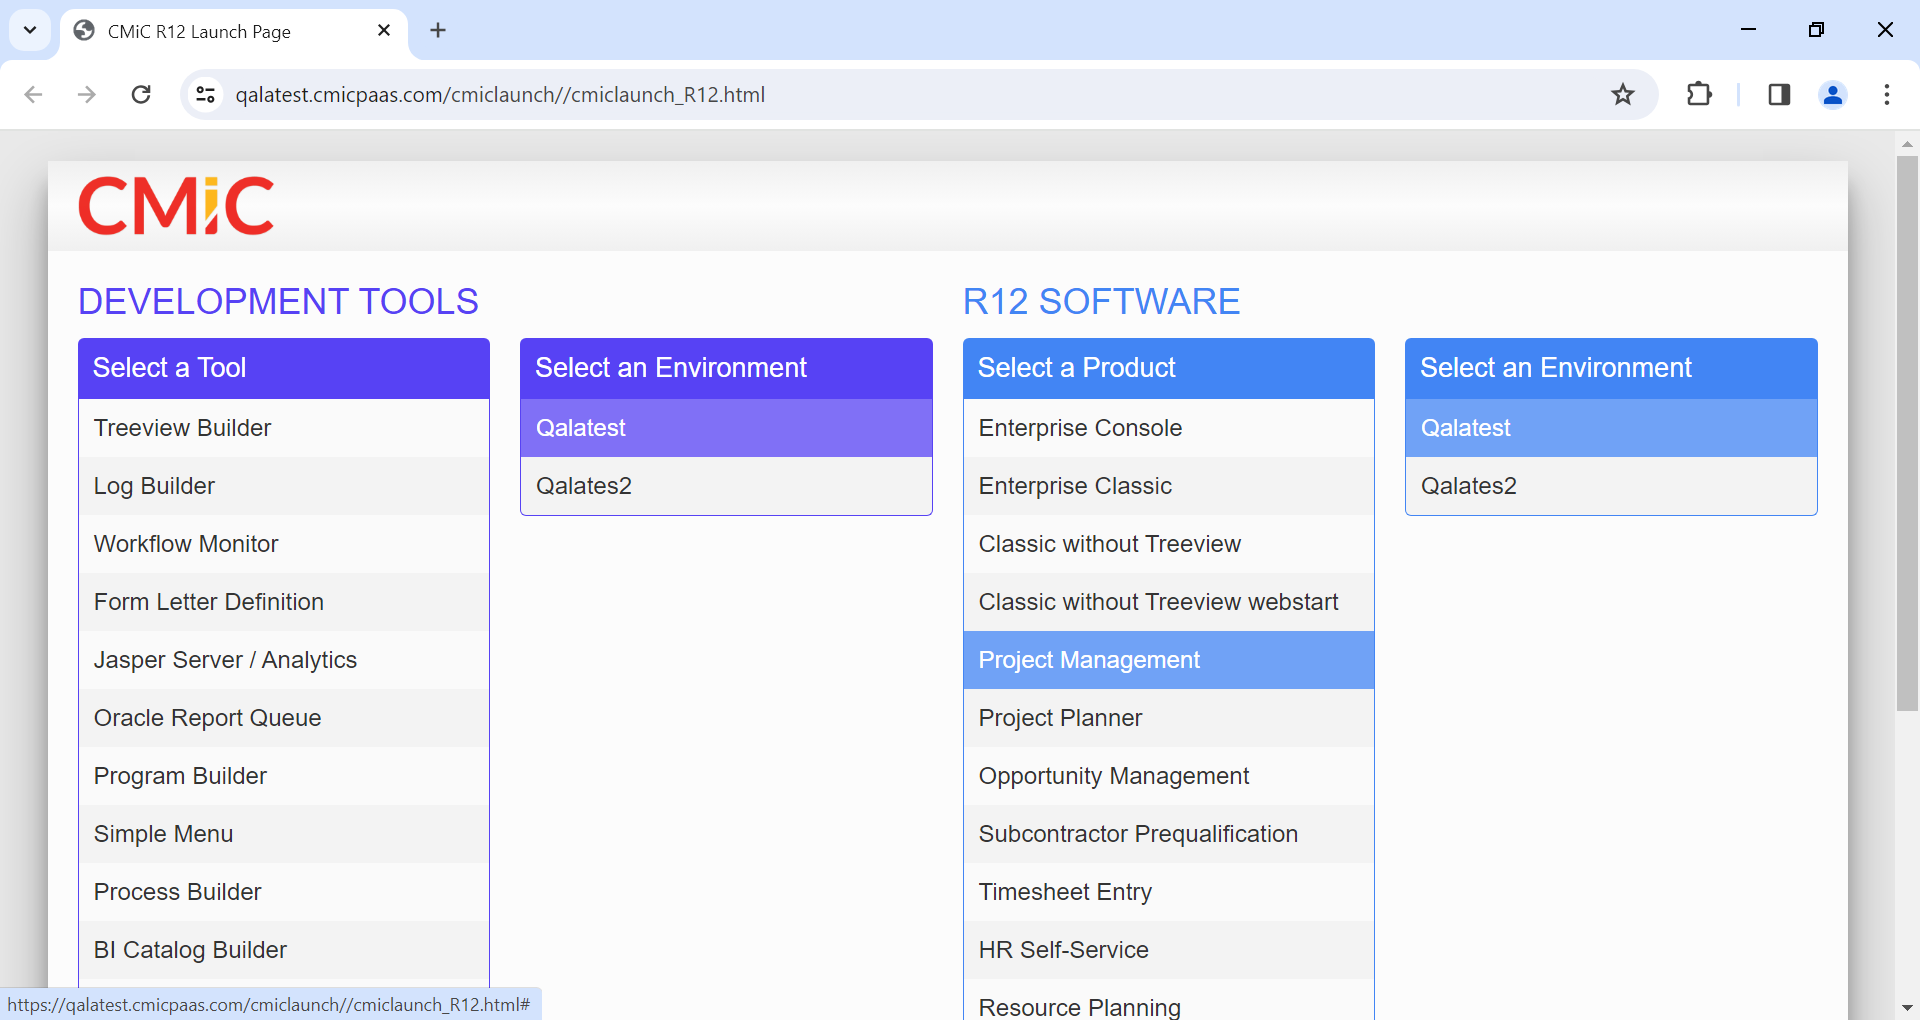 CMiC R12 Launch Page
qalatest.cmicpaas.com/cmiclaunch//cmiclaunch_R12.html
CMiC
DEVELOPMENT TOOLS
Select a Tool
Treeview Builder
Log Builder
Workflow Monitor
Form Letter Definition
Jasper Server / Analytics
Oracle Report Queue
Program Builder
Simple Menu
Process Builder
BI Catalog Builder
Select an Environment
Qalatest
Qalates2
R12 SOFTWARE
Select a Product
Enterprise Console
Enterprise Classic
Classic without Treeview
Classic without Treeview webstart
Project Management
Project Planner
Opportunity Management
Subcontractor Prequalification
Timesheet Entry
HR Self-Service
Resource Planning
Select an Environment
Qalatest
Qalates2
https://qalatest.cmicpaas.com/cmiclaunch//cmiclaunch_R12.html#